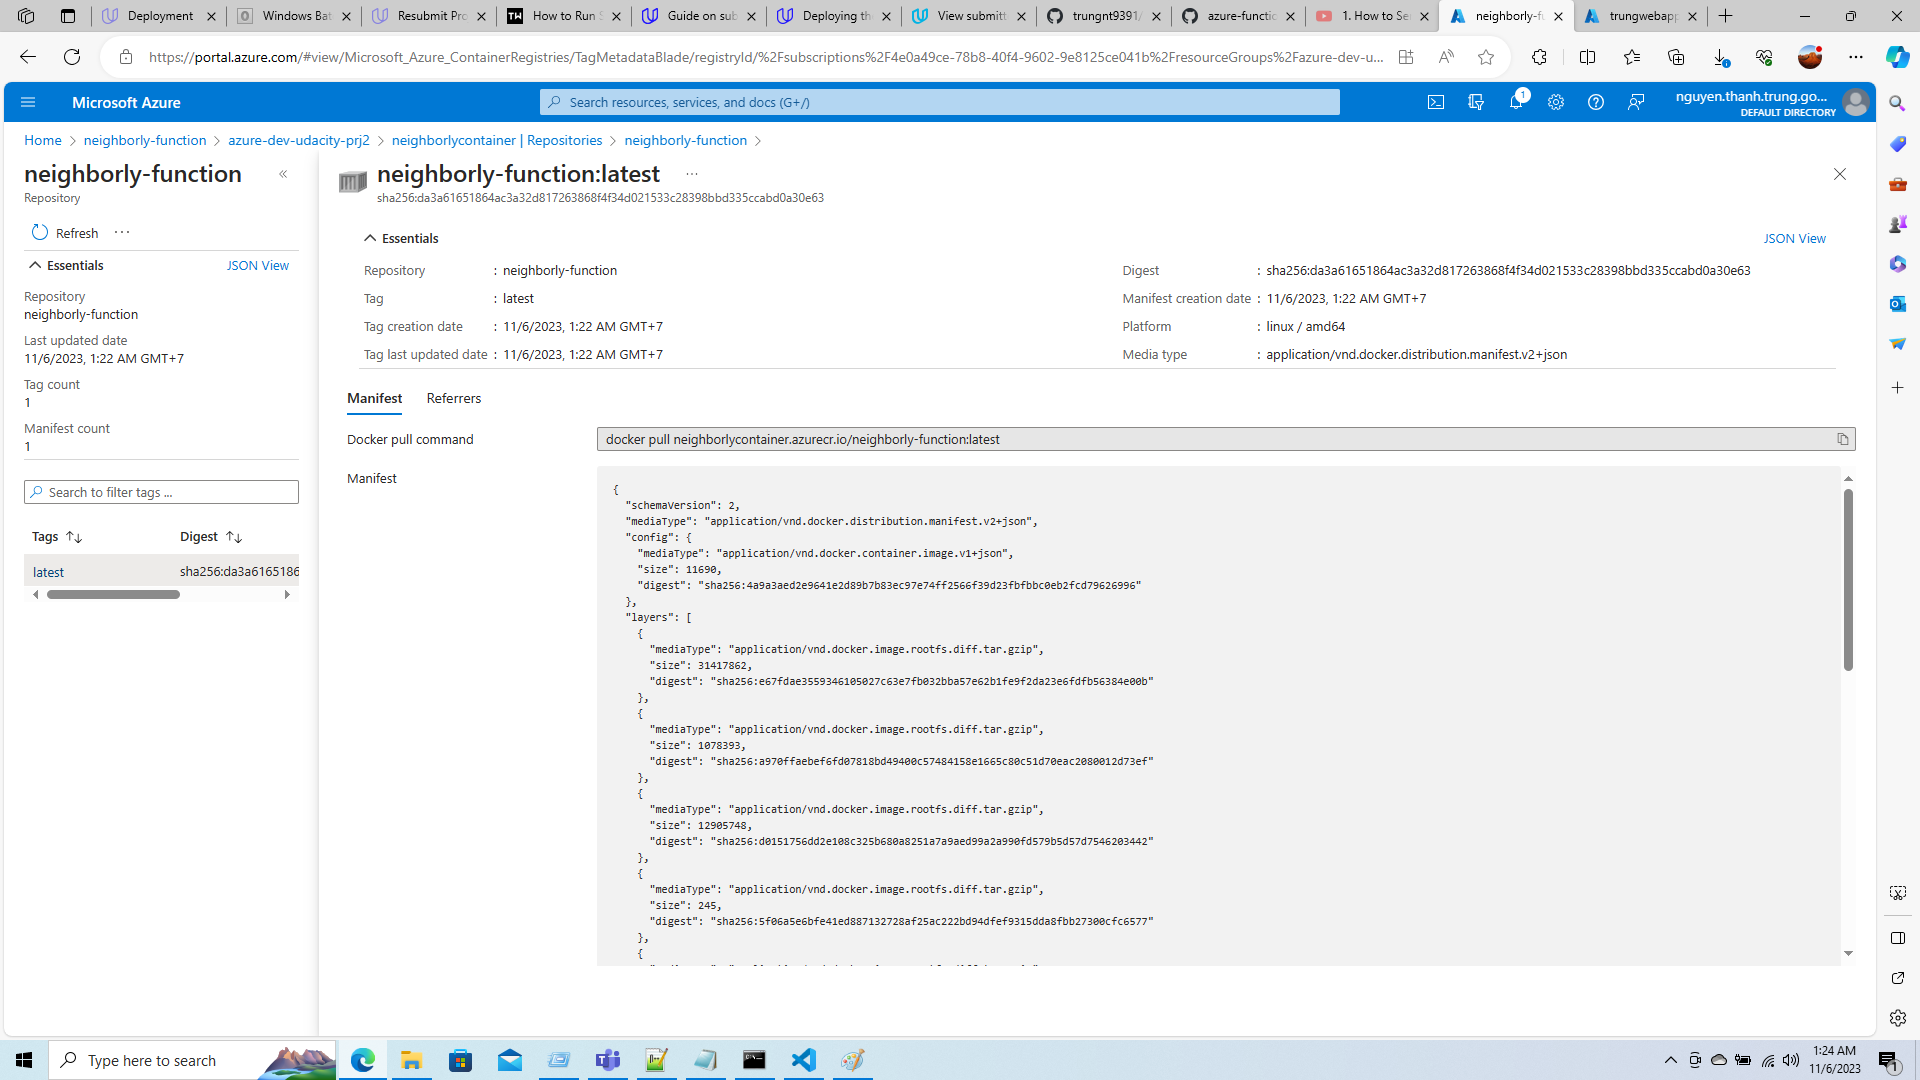 Deployment
Windows Bat
Resubmit Pro
How to Run S
Guide on sub
Deploying the
View submitt
trungnt9391/
azure-functio
1. How to Se
neighborly-fu
trungwebapp
https://portal.azure.com/#view/Microsoft_Azure_ContainerRegistries/TagMetadataBlade/registryId/%2Fsubscriptions%2F4e0a49ce-78b8-40f4-9602-9e8125ce041b%2FresourceGroups%2Fazure-dev-u...
Microsoft Azure
Search resources, services, and docs (G+/)
1
nguyen.thanh.trung.go...
DEFAULT DIRECTORY
Home > neighborly-function > azure-dev-udacity-prj2 > neighborlycontainer | Repositories > neighborly-function >
neighborly-function
Repository
Refresh ...
Essentials
JSON View
Repository
neighborly-function
Last updated date
11/6/2023, 1:22 AM GMT+7
Tag count
1
Manifest count
1
Search to filter tags ...
Tags Digest
latest sha256:da3a6165186
neighborly-function:latest ...
sha256:da3a61651864ac3a32d817263868f4f34d021533c28398bbd335ccabd0a30e63
Essentials
JSON View
Repository : neighborly-function
Tag : latest
Tag creation date : 11/6/2023, 1:22 AM GMT+7
Tag last updated date : 11/6/2023, 1:22 AM GMT+7
Digest : sha256:da3a61651864ac3a32d817263868f4f34d021533c28398bbd335ccabd0a30e63
Manifest creation date : 11/6/2023, 1:22 AM GMT+7
Platform : linux / amd64
Media type : application/vnd.docker.distribution.manifest.v2+json
Manifest Referrers
Docker pull command
docker pull neighborlycontainer.azurecr.io/neighborly-function:latest
Manifest
{
"schemaVersion": 2,
"mediaType": "application/vnd.docker.distribution.manifest.v2+json",
"config": {
"mediaType": "application/vnd.docker.container.image.v1+json",
"size": 11690,
"digest": "sha256:4a9a3aed2e9641e2d89b7b83ec97e74ff2566f39d23fbfbbc0eb2fcd79626996"
},
"layers": [
{
"mediaType": "application/vnd.docker.image.rootfs.diff.tar.gzip",
"size": 31417862,
"digest": "sha256:e67fdae3559346105027c63e7fb032bba57e62b1fe9f2da23e6fdfb56384e00b"
},
{
"mediaType": "application/vnd.docker.image.rootfs.diff.tar.gzip",
"size": 1078393,
"digest": "sha256:a970ffaebef6fd07818bd49400c57484158e1665c80c51d70eac2080012d73ef"
},
{
"mediaType": "application/vnd.docker.image.rootfs.diff.tar.gzip",
"size": 12905748,
"digest": "sha256:d0151756dd2e108c325b680a8251a7a9aed99a2a990fd579b5d57d7546203442"
},
{
"mediaType": "application/vnd.docker.image.rootfs.diff.tar.gzip",
"size": 245,
"digest": "sha256:5f06a5e6bfe41ed887132728af25ac222bd94dfef9315dda8fbb27300cfc6577"
},
{
Type here to search
1:24 AM
11/6/2023
1